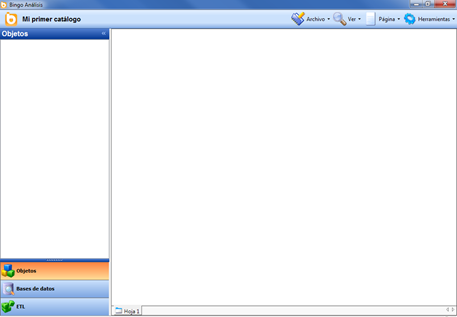 Bingo Análisis
Mi primer catálogo
Archivo
Ver
Página
Herramientas
Objetos
Objetos
Bases de datos
ETL
Hoja 1